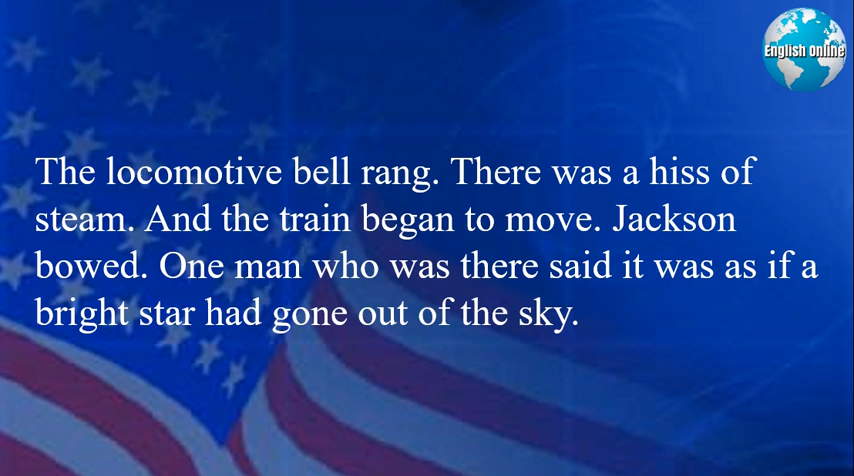 English Online
The locomotive bell rang. There was a hiss of
steam. And the train began to move. Jackson
bowed. One man who was there said it was as if a
bright star had gone out of the sky.